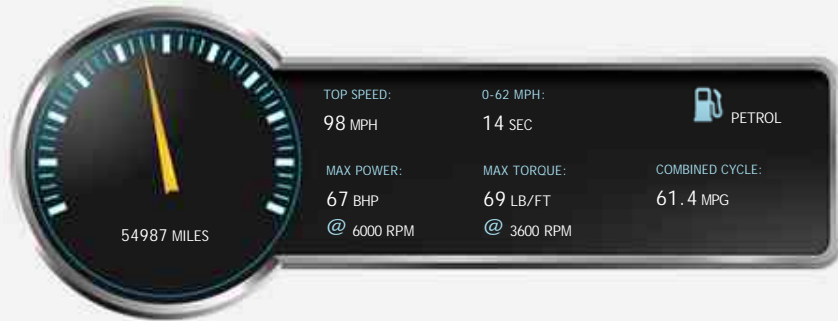 TOP SPEED:
98 MPH
0-62 MPH:
14 SEC
PETROL
MAX POWER:
67 BHP
@ 6000 RPM
MAX TORQUE:
69 LB/FT
@ 3600 RPM
COMBINED CYCLE:
61.4 MPG
54987 MILES